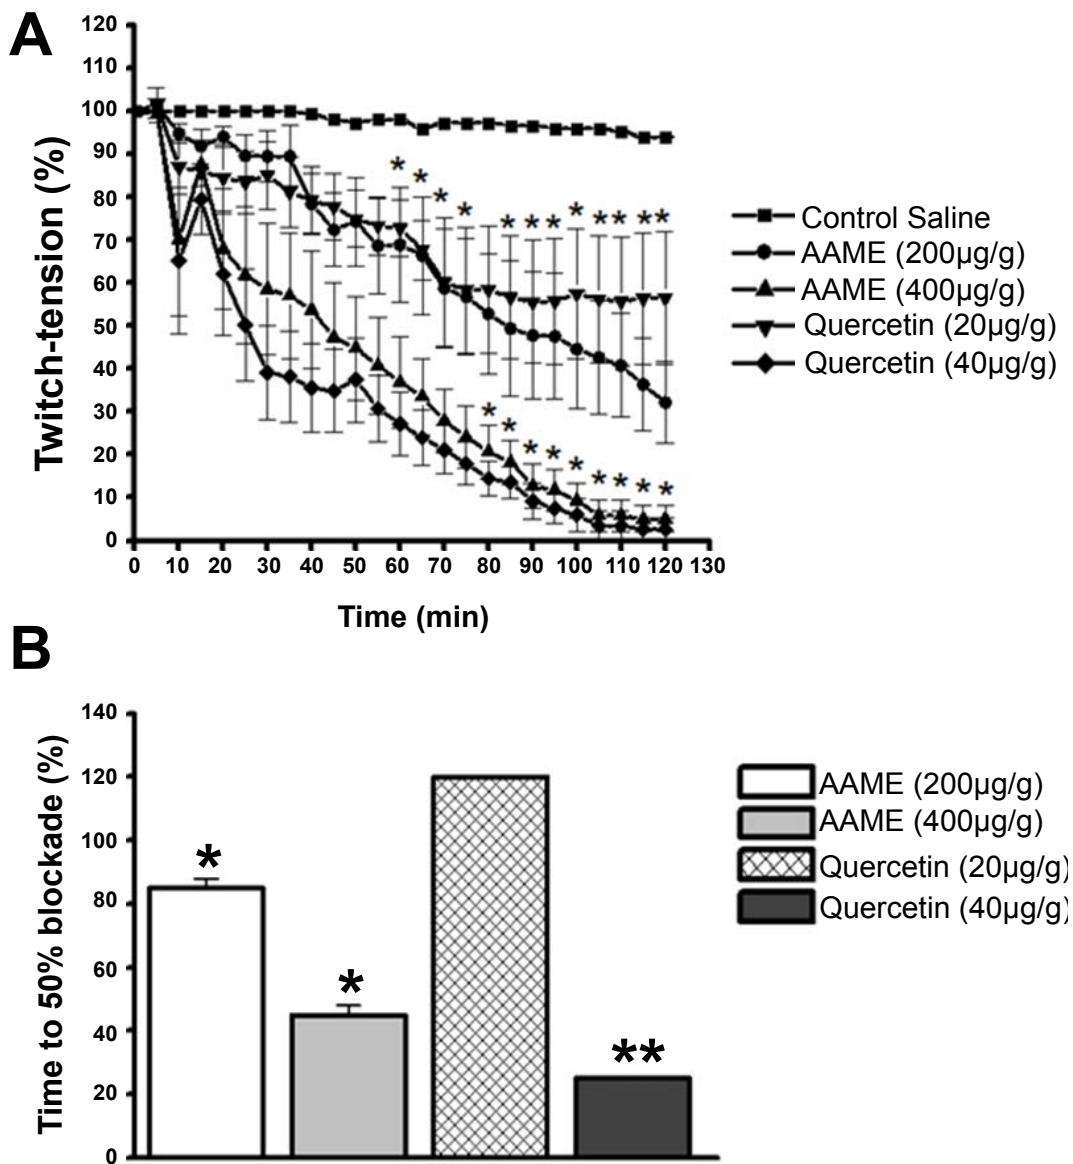 A
120
110
100
90
80
70
60
50
40
30
20
10
0
Twitch-tension (%)
* * * * * * * * * * * *
* * * * * * * * *
0 10 20 30 40 50 60 70 80 90 100 110 120 130
Time (min)
Control Saline
AAME (200µg/g)
AAME (400µg/g)
Quercetin (20µg/g)
Quercetin (40µg/g)
B
140
120
100
80
60
40
20
0
Time to 50% blockade (%)
*
*
**
AAME (200µg/g)
AAME (400µg/g)
Quercetin (20µg/g)
Quercetin (40µg/g)